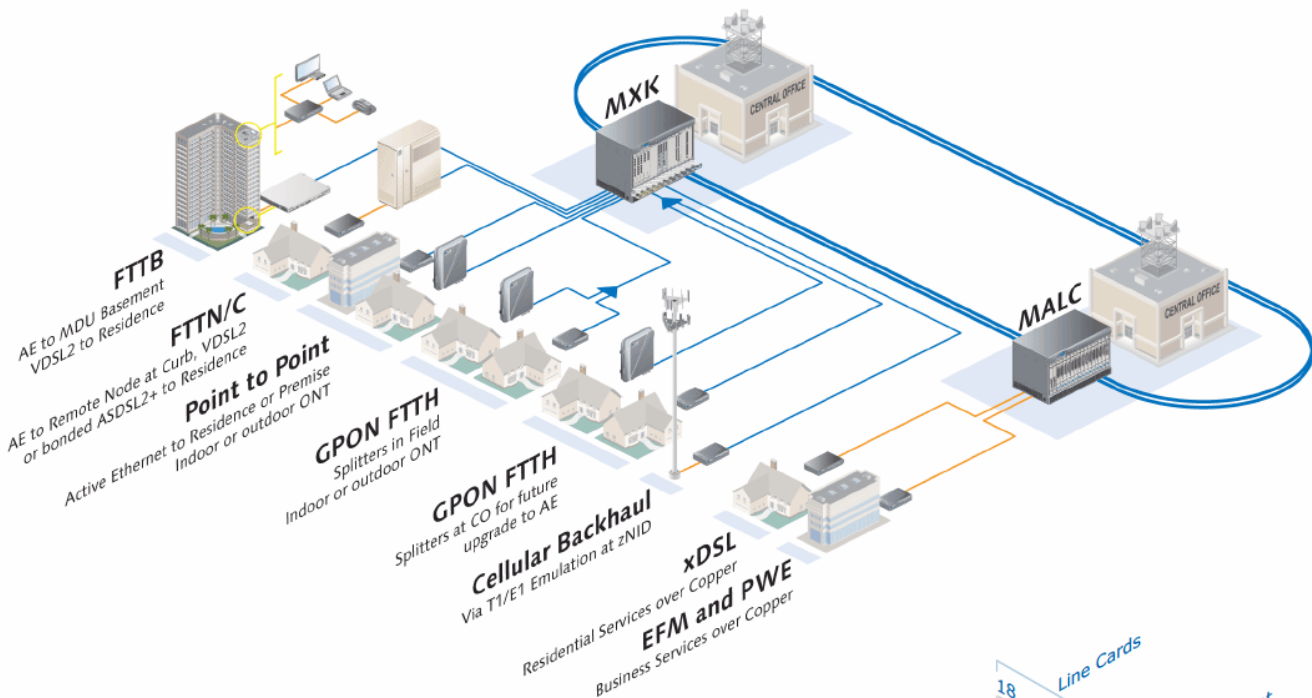 MXK
CENTRAL OFFICE
MALC
CENTRAL OFFICE
FTTB
AE to MDU Basement
VDSL2 to Residence
FTTN/C
AE to Remote Node at Curb, VDSL2
or bonded ASDSL2+ to Residence
Point to Point
Active Ethernet to Residence or Premise
Indoor or outdoor ONT
GPON FTTH
Splitters in Field
Indoor or outdoor ONT
GPON FTTH
Splitters at CO for future
upgrade to AE
Cellular Backhaul
Via T1/E1 Emulation at zNID
xDSL
Residential Services over Copper
EFM and PWE
Business Services over Copper
Line Cards
18